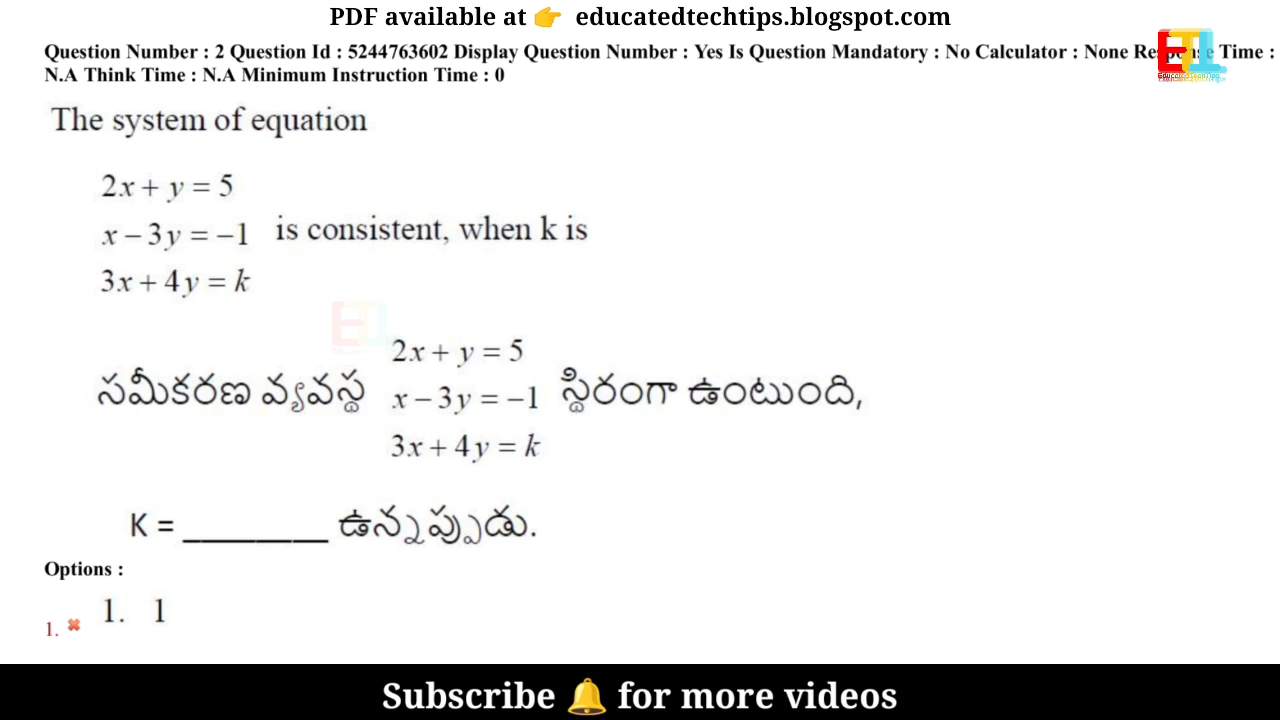 PDF available at 👉 educatedtechtips.blogspot.com
Question Number : 2 Question Id : 5244763602 Display Question Number : Yes Is Question Mandatory : No Calculator : None Response Time :
N.A Think Time : N.A Minimum Instruction Time : 0
The system of equation
2x + y = 5
x − 3y = −1 is consistent, when k is
3x + 4y = k
2x + y = 5
సమీకరణ వ్యవస్థ x − 3y = −1 స్థిరంగా ఉంటుంది,
3x + 4y = k
K = ________ ఉన్నప్పుడు.
Options :
1. 1
1. ✖
Subscribe 🔔 for more videos